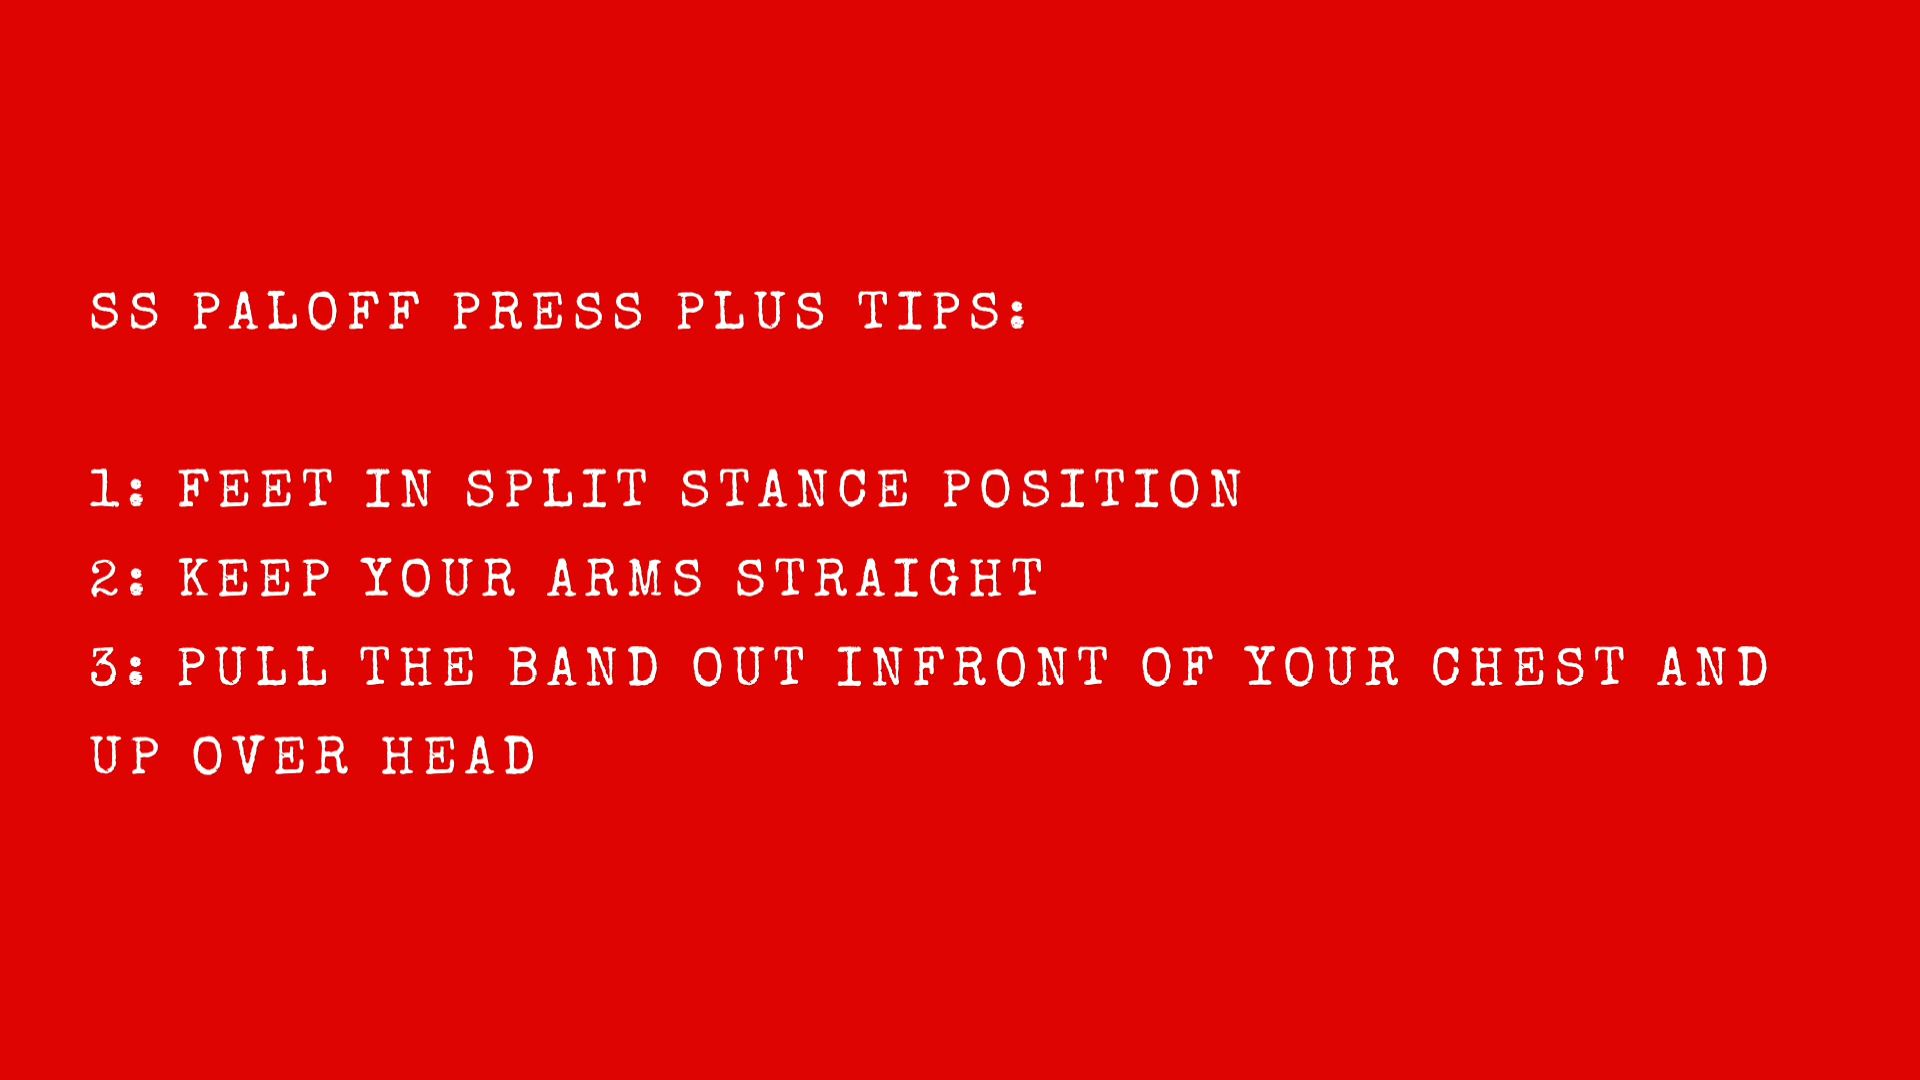 SS PALOFF PRESS PLUS TIPS:
1: FEET IN SPLIT STANCE POSITION
2: KEEP YOUR ARMS STRAIGHT
3: PULL THE BAND OUT INFRONT OF YOUR CHEST AND
UP OVER HEAD